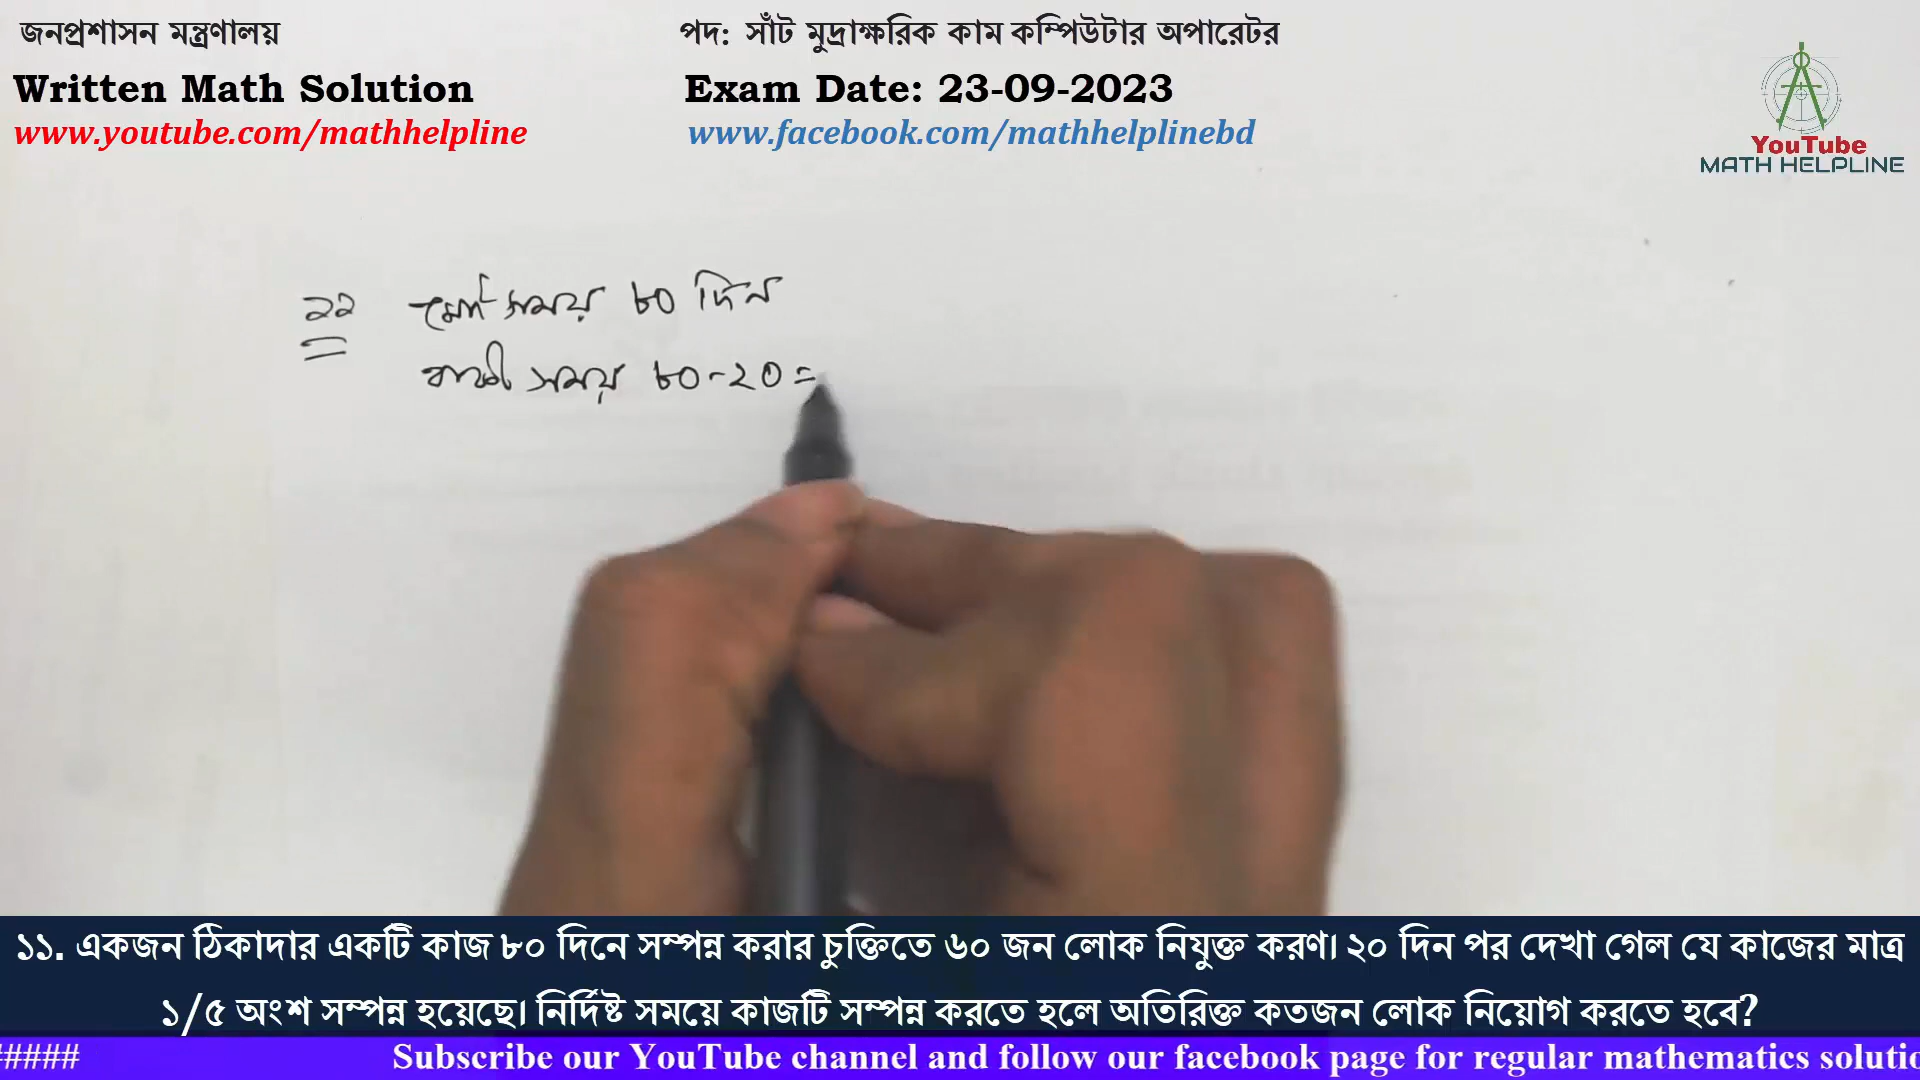 জনপ্রশাসন মন্ত্রণালয়
পদ: সাঁট মুদ্রাক্ষরিক কাম কম্পিউটার অপারেটর
Written Math Solution
Exam Date: 23-09-2023
www.youtube.com/mathhelpline
www.facebook.com/mathhelplinebd
YouTube
MATH HELPLINE
১১ মোট সময় ৮০ দিন
বাকী সময় ৮০-২০=
১১. একজন ঠিকাদার একটি কাজ ৮০ দিনে সম্পন্ন করার চুক্তিতে ৬০ জন লোক নিযুক্ত করণ। ২০ দিন পর দেখা গেল যে কাজের মাত্র
১/৫ অংশ সম্পন্ন হয়েছে। নির্দিষ্ট সময়ে কাজটি সম্পন্ন করতে হলে অতিরিক্ত কতজন লোক নিয়োগ করতে হবে?
##### Subscribe our YouTube channel and follow our facebook page for regular mathematics solutio